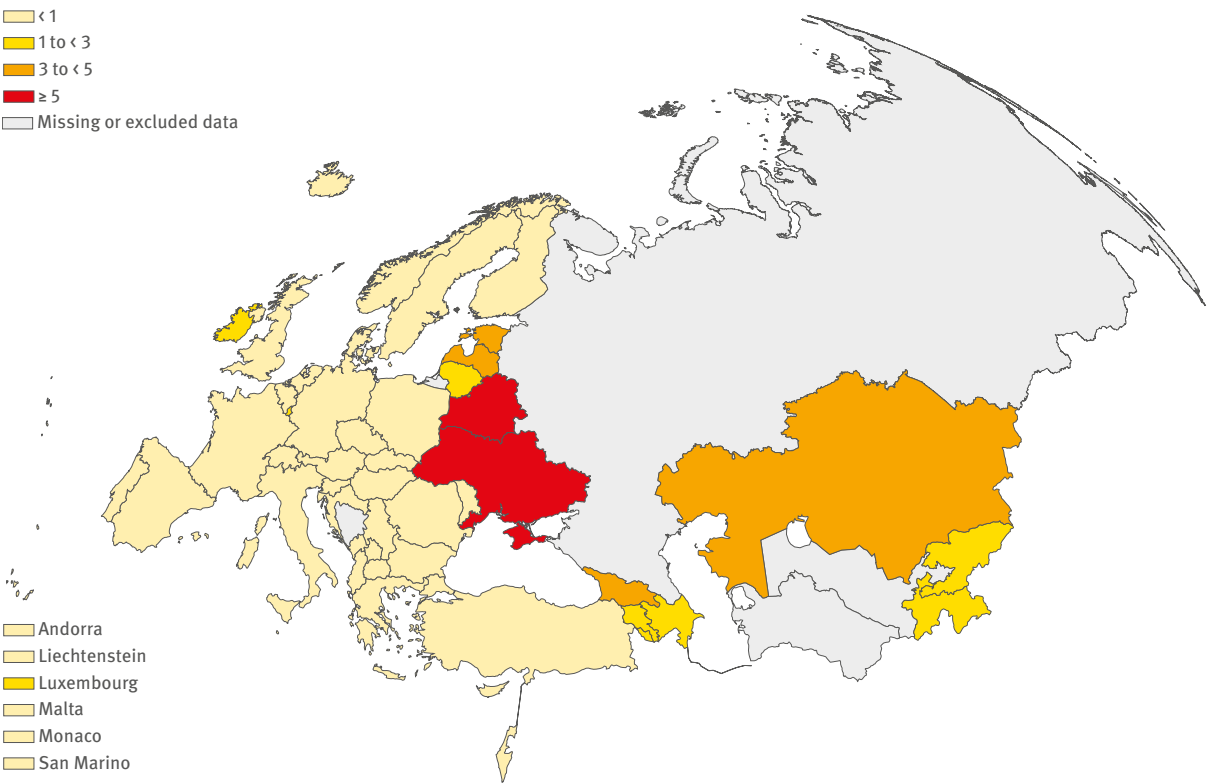 < 1
1 to < 3
3 to < 5
≥ 5
Missing or excluded data
Andorra
Liechtenstein
Luxembourg
Malta
Monaco
San Marino